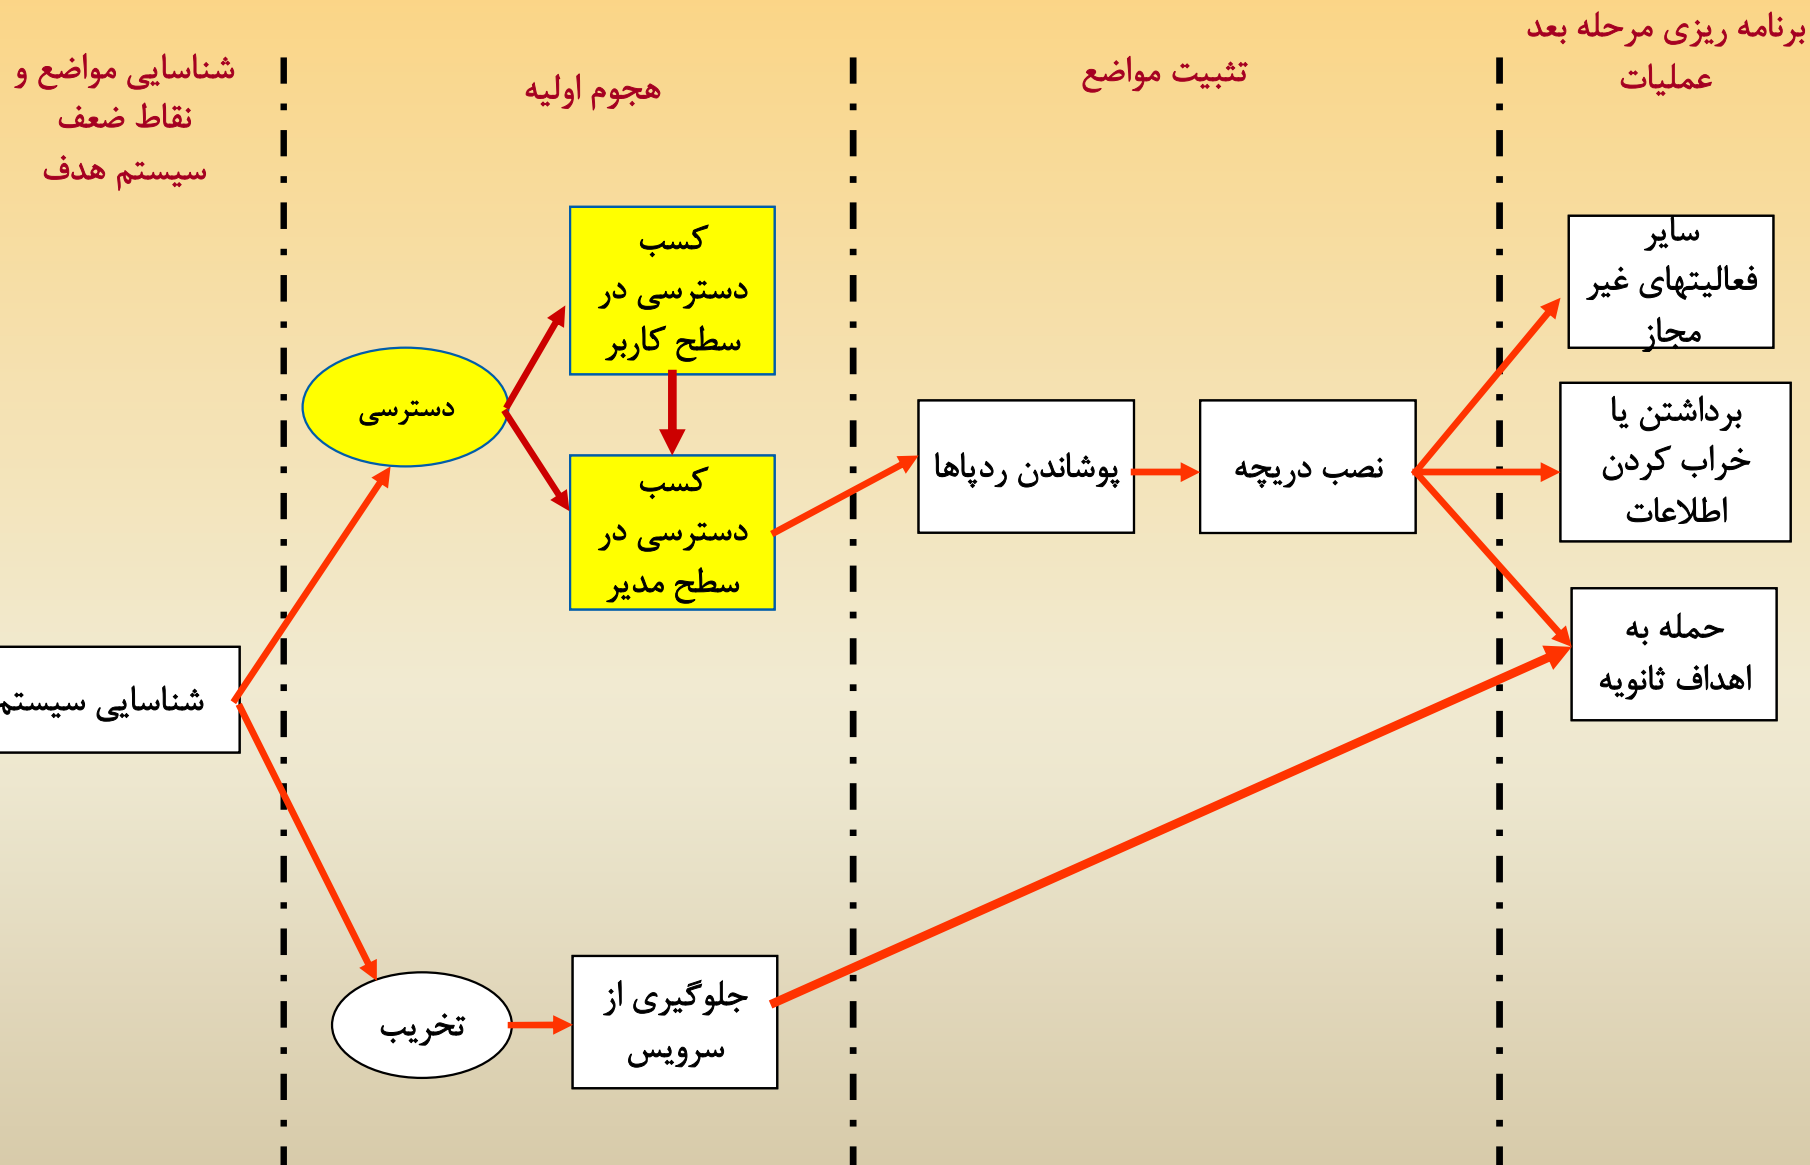 شناسایی مواضع و
نقاط ضعف
سیستم هدف
هجوم اولیه
تثبیت مواضع
برنامه ریزی مرحله بعد
عملیات
شناسایی سیستم
دسترسی
کسب
دسترسی در
سطح کاربر
کسب
دسترسی در
سطح مدیر
تخریب
جلوگیری از
سرویس
پوشاندن ردپاها
نصب دریچه
سایر
فعالیتهای غیر
مجاز
برداشتن یا
خراب کردن
اطلاعات
حمله به
اهداف ثانویه